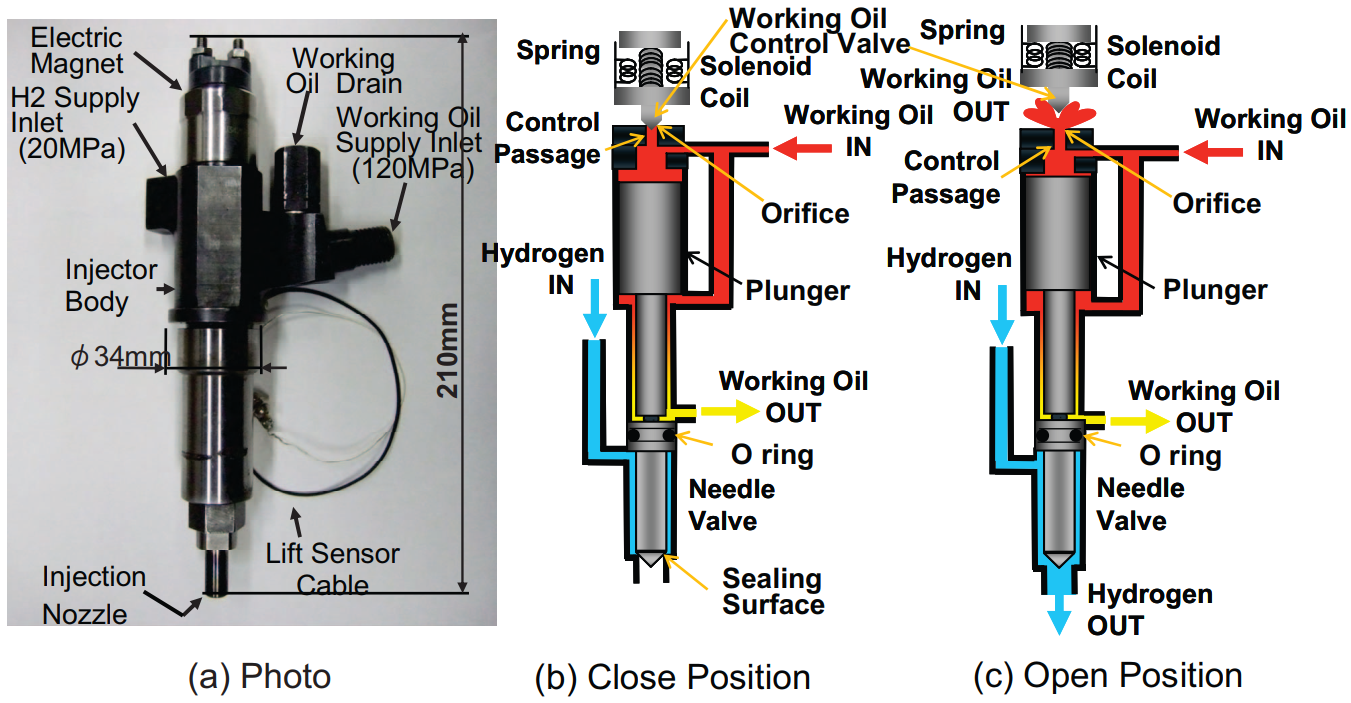 Electric
Magnet
H2 Supply
Inlet
(20MPa)
Working
Oil Drain
Working Oil
Supply Inlet
(120MPa)
Injector
Body
ϕ34mm
210mm
Lift Sensor
Cable
Injection
Nozzle
(a) Photo
Working Oil
Control Valve
Spring
Solenoid
Coil
Control
Passage
Working Oil
IN
Orifice
Hydrogen
IN
Plunger
Working Oil
OUT
O ring
Needle
Valve
Sealing
Surface
(b) Close Position
Spring
Solenoid
Coil
Working Oil
OUT
Working Oil
IN
Control
Passage
Orifice
Hydrogen
IN
Plunger
Working Oil
OUT
O ring
Needle
Valve
Hydrogen
OUT
(c) Open Position